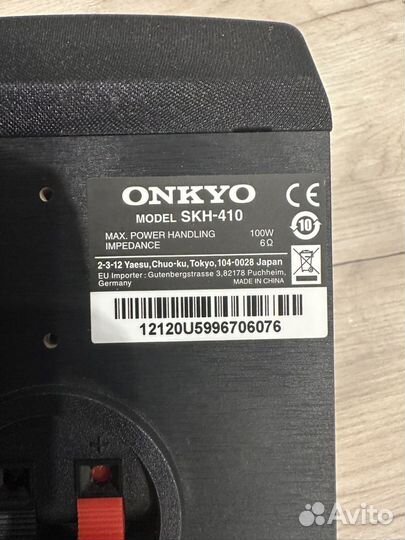 ONKYO
MODEL SKH-410
MAX. POWER HANDLING 100W
IMPEDANCE 6Ω
CE
10
2-3-12 Yaesu, Chuo-ku, Tokyo, 104-0028 Japan
EU Importer : Gutenbergstrasse 3,82178 Puchheim,
Germany MADE IN CHINA
12120U5996706076
+
Avito